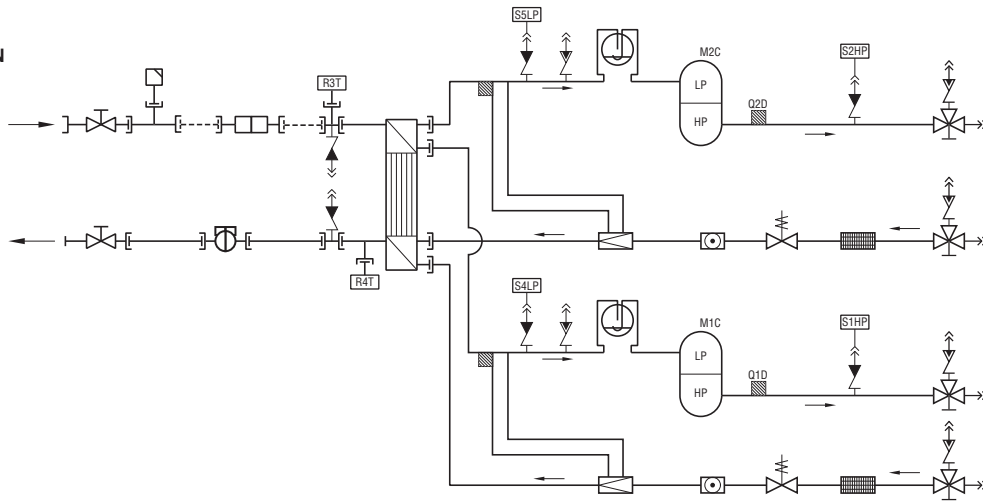 S5LP
M2C
S2HP
N
R3T
LP
HP
Q2D
R4T
S4LP
M1C
S1HP
LP
HP
Q1D